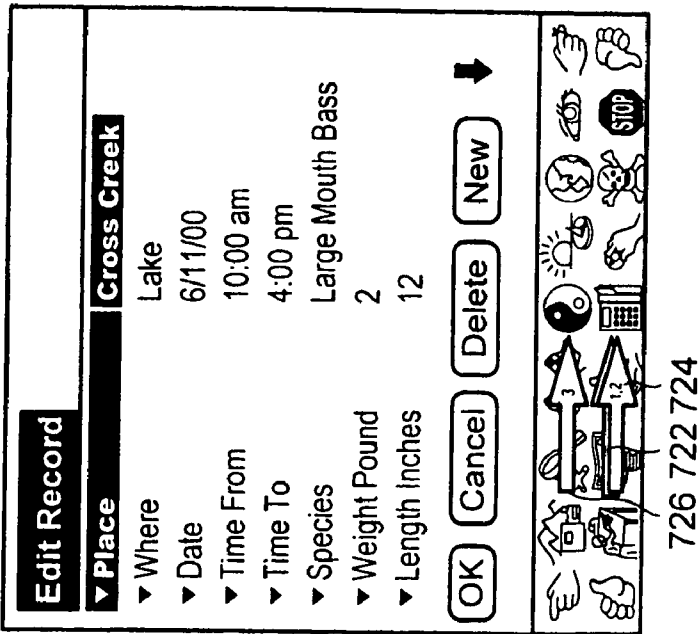 Edit Record
▼ Place Cross Creek
▼ Where Lake
▼ Date 6/11/00
▼ Time From 10:00 am
▼ Time To 4:00 pm
▼ Species Large Mouth Bass
▼ Weight Pound 2
▼ Length Inches 12
OK Cancel Delete New
STOP
3
1,2
726 722 724